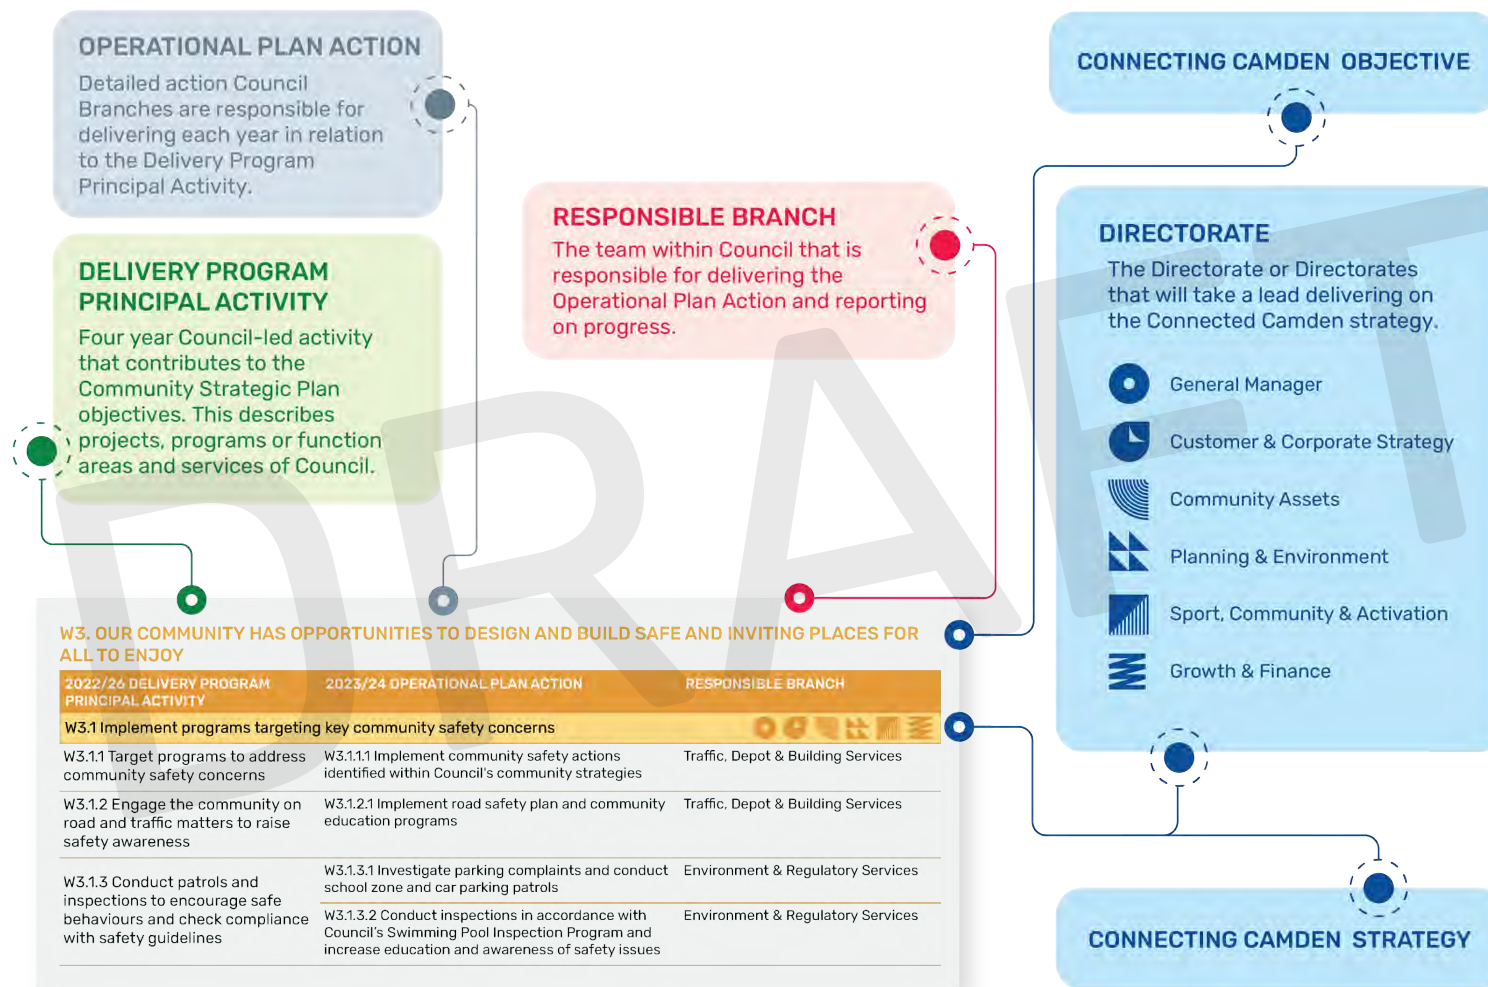 OPERATIONAL PLAN ACTION
Detailed action Council
Branches are responsible for
delivering each year in relation
to the Delivery Program
Principal Activity.
DELIVERY PROGRAM
PRINCIPAL ACTIVITY
Four year Council-led activity
that contributes to the
Community Strategic Plan
objectives. This describes
projects, programs or function
areas and services of Council.
RESPONSIBLE BRANCH
The team within Council that is
responsible for delivering the
Operational Plan Action and reporting
on progress.
CONNECTING CAMDEN OBJECTIVE
DIRECTORATE
The Directorate or Directorates
that will take a lead delivering on
the Connected Camden strategy.
General Manager
Customer & Corporate Strategy
Community Assets
Planning & Environment
Sport, Community & Activation
Growth & Finance
CONNECTING CAMDEN STRATEGY
DRAFT
W3. OUR COMMUNITY HAS OPPORTUNITIES TO DESIGN AND BUILD SAFE AND INVITING PLACES FOR
ALL TO ENJOY
2022/26 DELIVERY PROGRAM
PRINCIPAL ACTIVITY
2023/24 OPERATIONAL PLAN ACTION
RESPONSIBLE BRANCH
W3.1 Implement programs targeting key community safety concerns
W3.1.1 Target programs to address
community safety concerns
W3.1.1.1 Implement community safety actions
identified within Council's community strategies
Traffic, Depot & Building Services
W3.1.2 Engage the community on
road and traffic matters to raise
safety awareness
W3.1.2.1 Implement road safety plan and community
education programs
Traffic, Depot & Building Services
W3.1.3 Conduct patrols and
inspections to encourage safe
behaviours and check compliance
with safety guidelines
W3.1.3.1 Investigate parking complaints and conduct
school zone and car parking patrols
Environment & Regulatory Services
W3.1.3.2 Conduct inspections in accordance with
Council's Swimming Pool Inspection Program and
increase education and awareness of safety issues
Environment & Regulatory Services